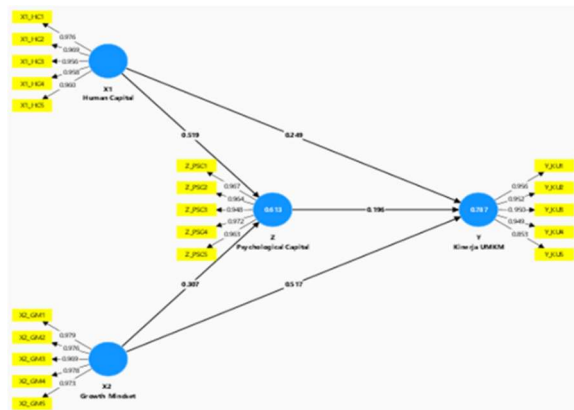 X1_HC1
0.976
X1_HC2
0.969
X1_HC3
0.956
X1_HC4
0.958
X1_HC5
0.960
X1
Human Capital
0.519
0.249
Z_PSC1
0.967
Z_PSC2
0.964
Z_PSC3
0.948
Z_PSC4
0.972
Z_PSC5
0.963
0.613
Z
Psychological Capital
0.196
Y_KU1
0.956
Y_KU2
0.952
Y_KU3
0.950
Y_KU4
0.949
Y_KU5
0.853
Y
Kinerja UMKM
0.307
0.517
X2_GM1
0.979
X2_GM2
0.976
X2_GM3
0.969
X2_GM4
0.978
X2_GM5
0.973
X2
Growth Mindset